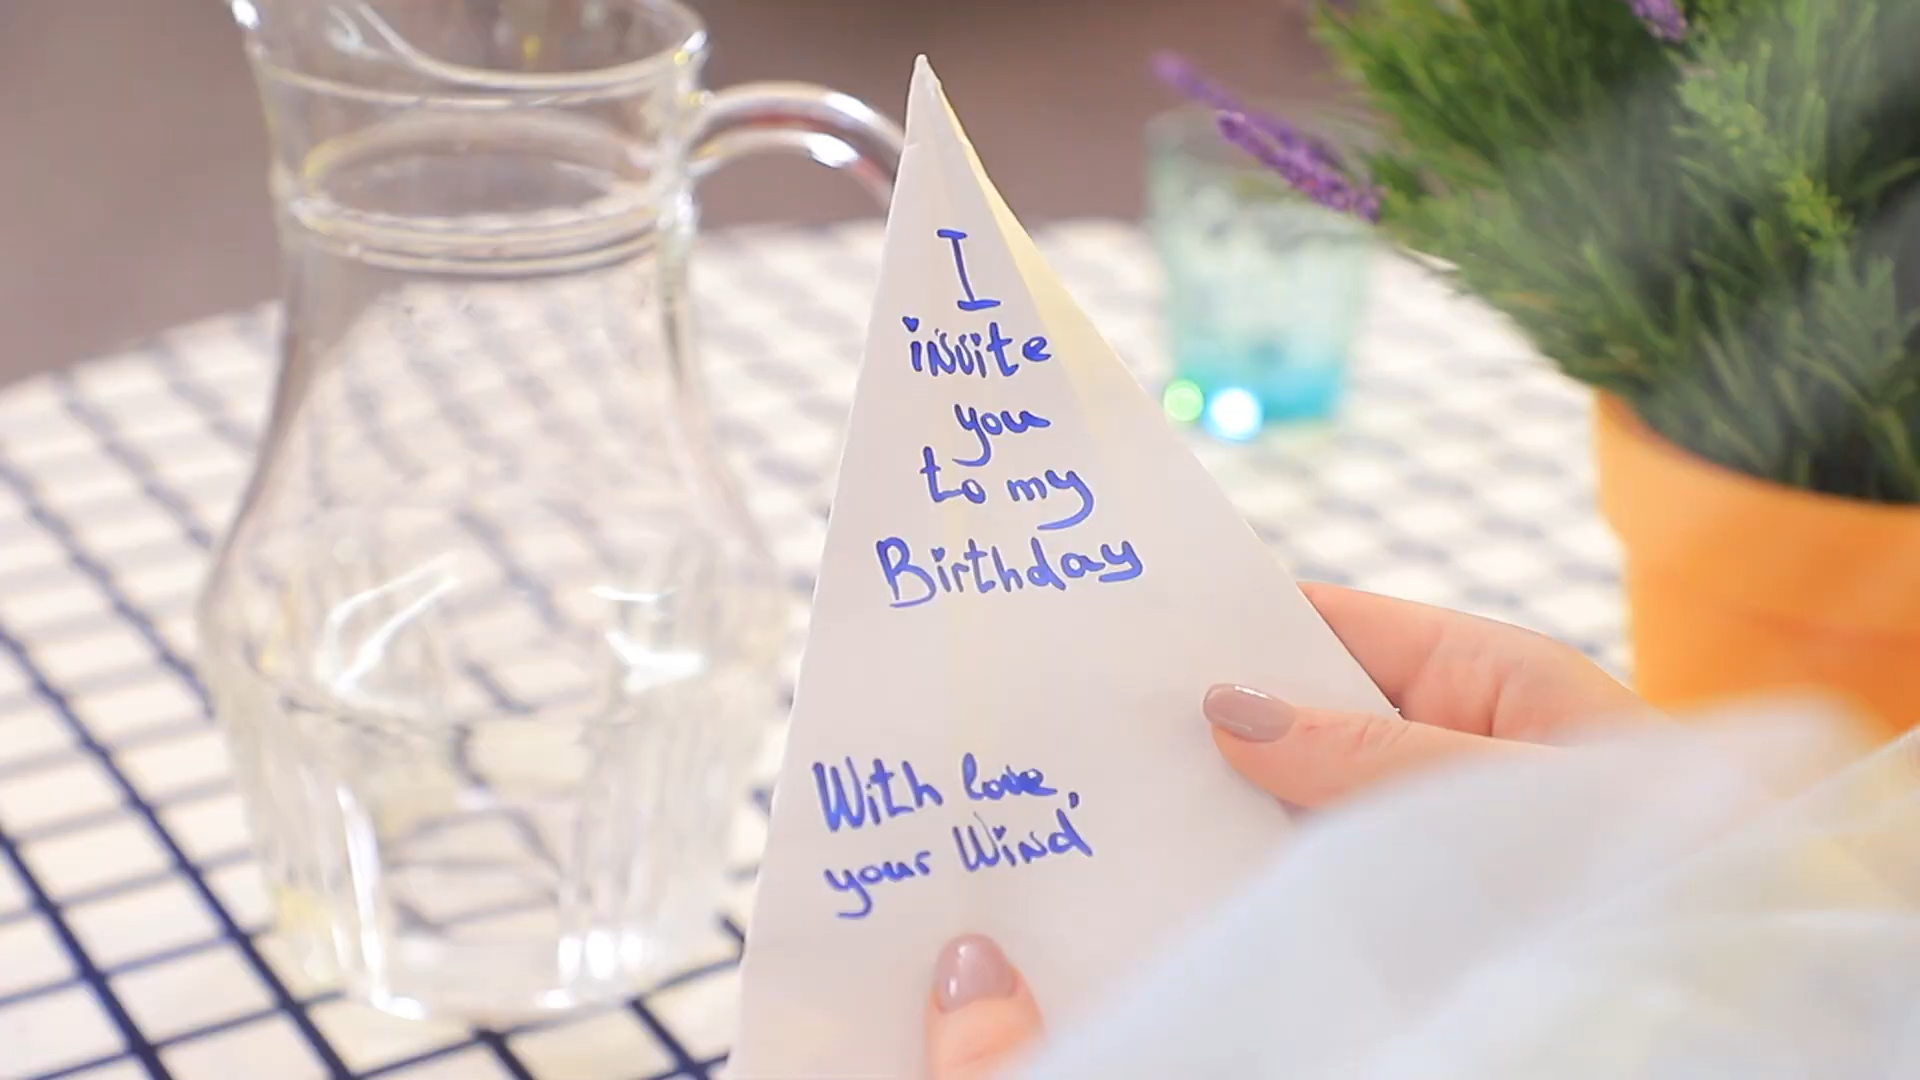 I
invite
you
to my
Birthday
With love,
your Wind